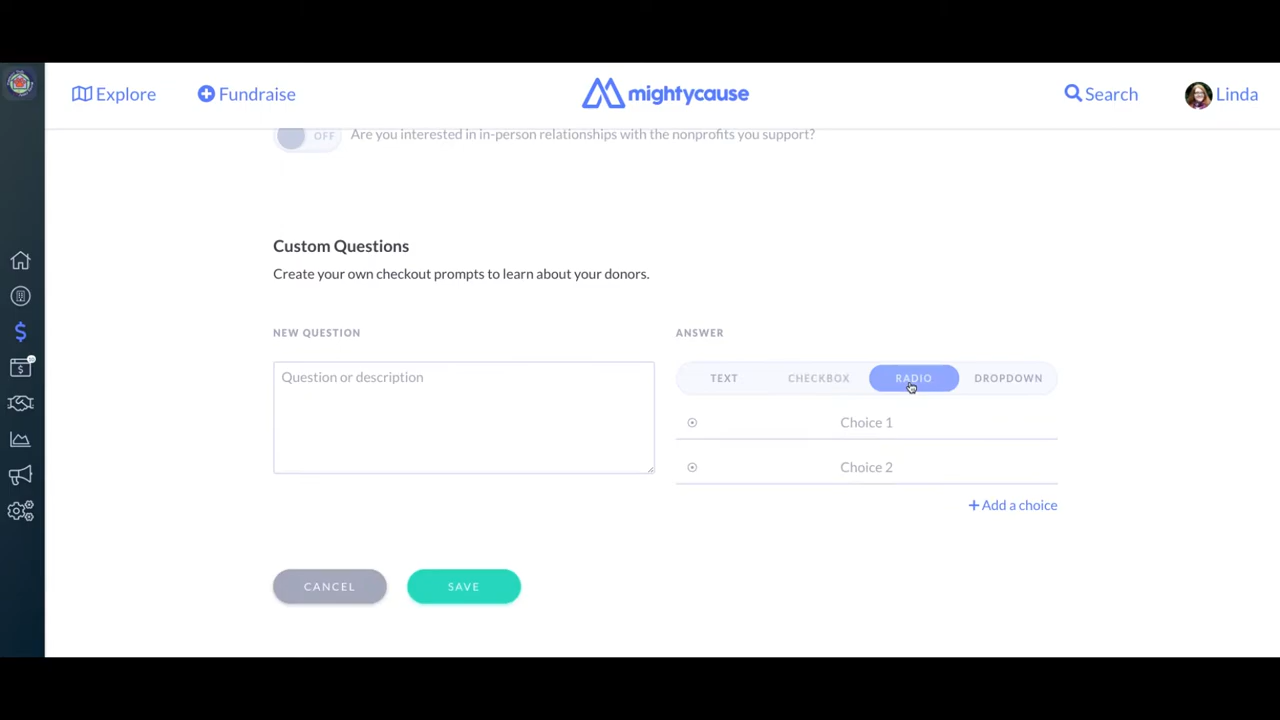 Explore
Fundraise
mightycause
Search
Linda
OFF
Are you interested in in-person relationships with the nonprofits you support?
Custom Questions
Create your own checkout prompts to learn about your donors.
NEW QUESTION
ANSWER
Question or description
TEXT
CHECKBOX
RADIO
DROPDOWN
Choice 1
Choice 2
+ Add a choice
CANCEL
SAVE